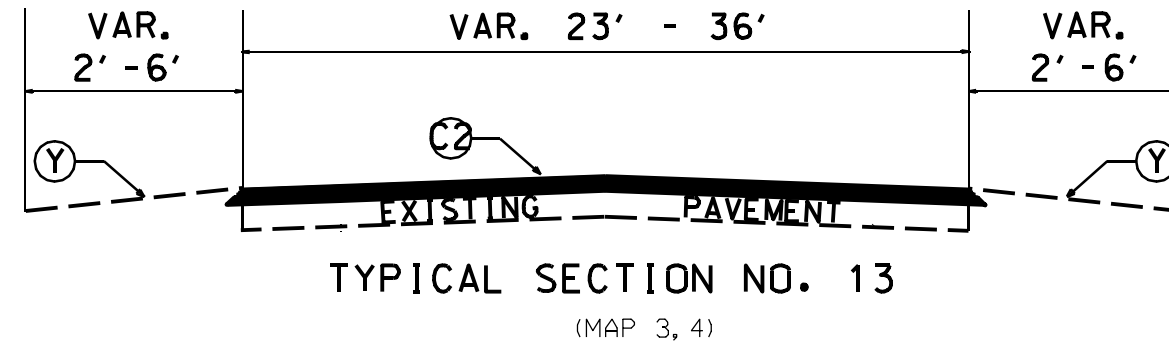 VAR. VAR. 23' - 36' VAR.
2'-6' 2'-6'
C2
Y Y
EXISTING PAVEMENT
TYPICAL SECTION NO. 13
(MAP 3, 4)